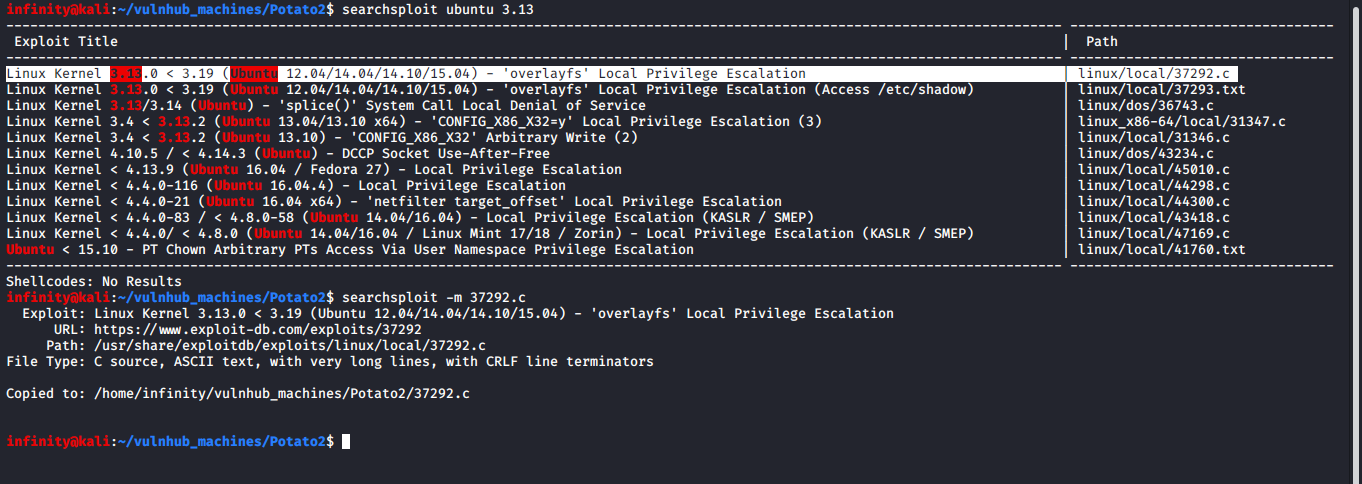 infinity@kali:~/vulnhub_machines/Potato2$ searchsploit ubuntu 3.13
---------------------------------------------------------------------------------------------------------------------------------- ---------------------------------
 Exploit Title | Path
---------------------------------------------------------------------------------------------------------------------------------- ---------------------------------
Linux Kernel 3.13.0 < 3.19 (Ubuntu 12.04/14.04/14.10/15.04) - 'overlayfs' Local Privilege Escalation | linux/local/37292.c
Linux Kernel 3.13.0 < 3.19 (Ubuntu 12.04/14.04/14.10/15.04) - 'overlayfs' Local Privilege Escalation (Access /etc/shadow) | linux/local/37293.txt
Linux Kernel 3.13/3.14 (Ubuntu) - 'splice()' System Call Local Denial of Service | linux/dos/36743.c
Linux Kernel 3.4 < 3.13.2 (Ubuntu 13.04/13.10 x64) - 'CONFIG_X86_X32=y' Local Privilege Escalation (3) | linux_x86-64/local/31347.c
Linux Kernel 3.4 < 3.13.2 (Ubuntu 13.10) - 'CONFIG_X86_X32' Arbitrary Write (2) | linux/local/31346.c
Linux Kernel 4.10.5 / < 4.14.3 (Ubuntu) - DCCP Socket Use-After-Free | linux/dos/43234.c
Linux Kernel < 4.13.9 (Ubuntu 16.04 / Fedora 27) - Local Privilege Escalation | linux/local/45010.c
Linux Kernel < 4.4.0-116 (Ubuntu 16.04.4) - Local Privilege Escalation | linux/local/44298.c
Linux Kernel < 4.4.0-21 (Ubuntu 16.04 x64) - 'netfilter target_offset' Local Privilege Escalation | linux/local/44300.c
Linux Kernel < 4.4.0-83 / < 4.8.0-58 (Ubuntu 14.04/16.04) - Local Privilege Escalation (KASLR / SMEP) | linux/local/43418.c
Linux Kernel < 4.4.0/ < 4.8.0 (Ubuntu 14.04/16.04 / Linux Mint 17/18 / Zorin) - Local Privilege Escalation (KASLR / SMEP) | linux/local/47169.c
Ubuntu < 15.10 - PT Chown Arbitrary PTs Access Via User Namespace Privilege Escalation | linux/local/41760.txt
---------------------------------------------------------------------------------------------------------------------------------- ---------------------------------
Shellcodes: No Results
infinity@kali:~/vulnhub_machines/Potato2$ searchsploit -m 37292.c
  Exploit: Linux Kernel 3.13.0 < 3.19 (Ubuntu 12.04/14.04/14.10/15.04) - 'overlayfs' Local Privilege Escalation
      URL: https://www.exploit-db.com/exploits/37292
     Path: /usr/share/exploitdb/exploits/linux/local/37292.c
File Type: C source, ASCII text, with very long lines, with CRLF line terminators
Copied to: /home/infinity/vulnhub_machines/Potato2/37292.c
infinity@kali:~/vulnhub_machines/Potato2$